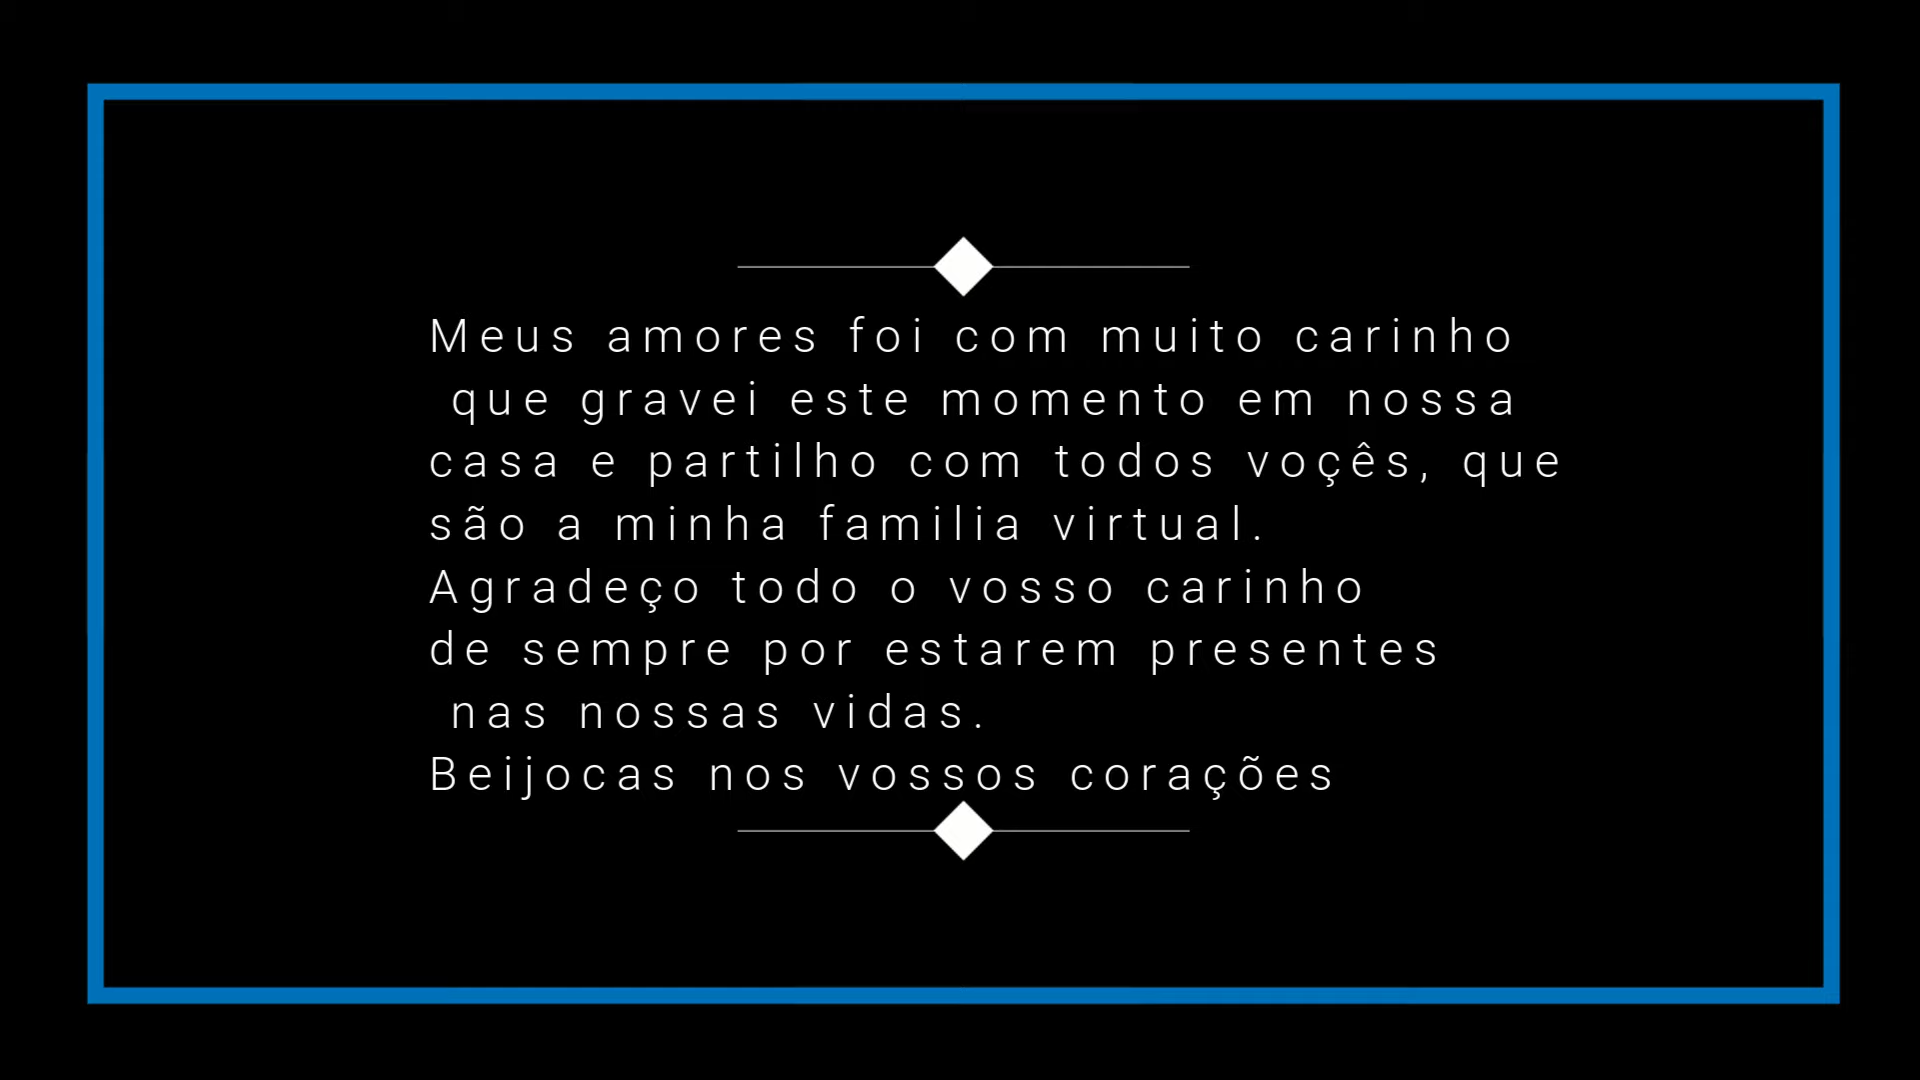 Meus amores foi com muito carinho
que gravei este momento em nossa
casa e partilho com todos voçês, que
são a minha familia virtual.
Agradeço todo o vosso carinho
de sempre por estarem presentes
nas nossas vidas.
Beijocas nos vossos corações